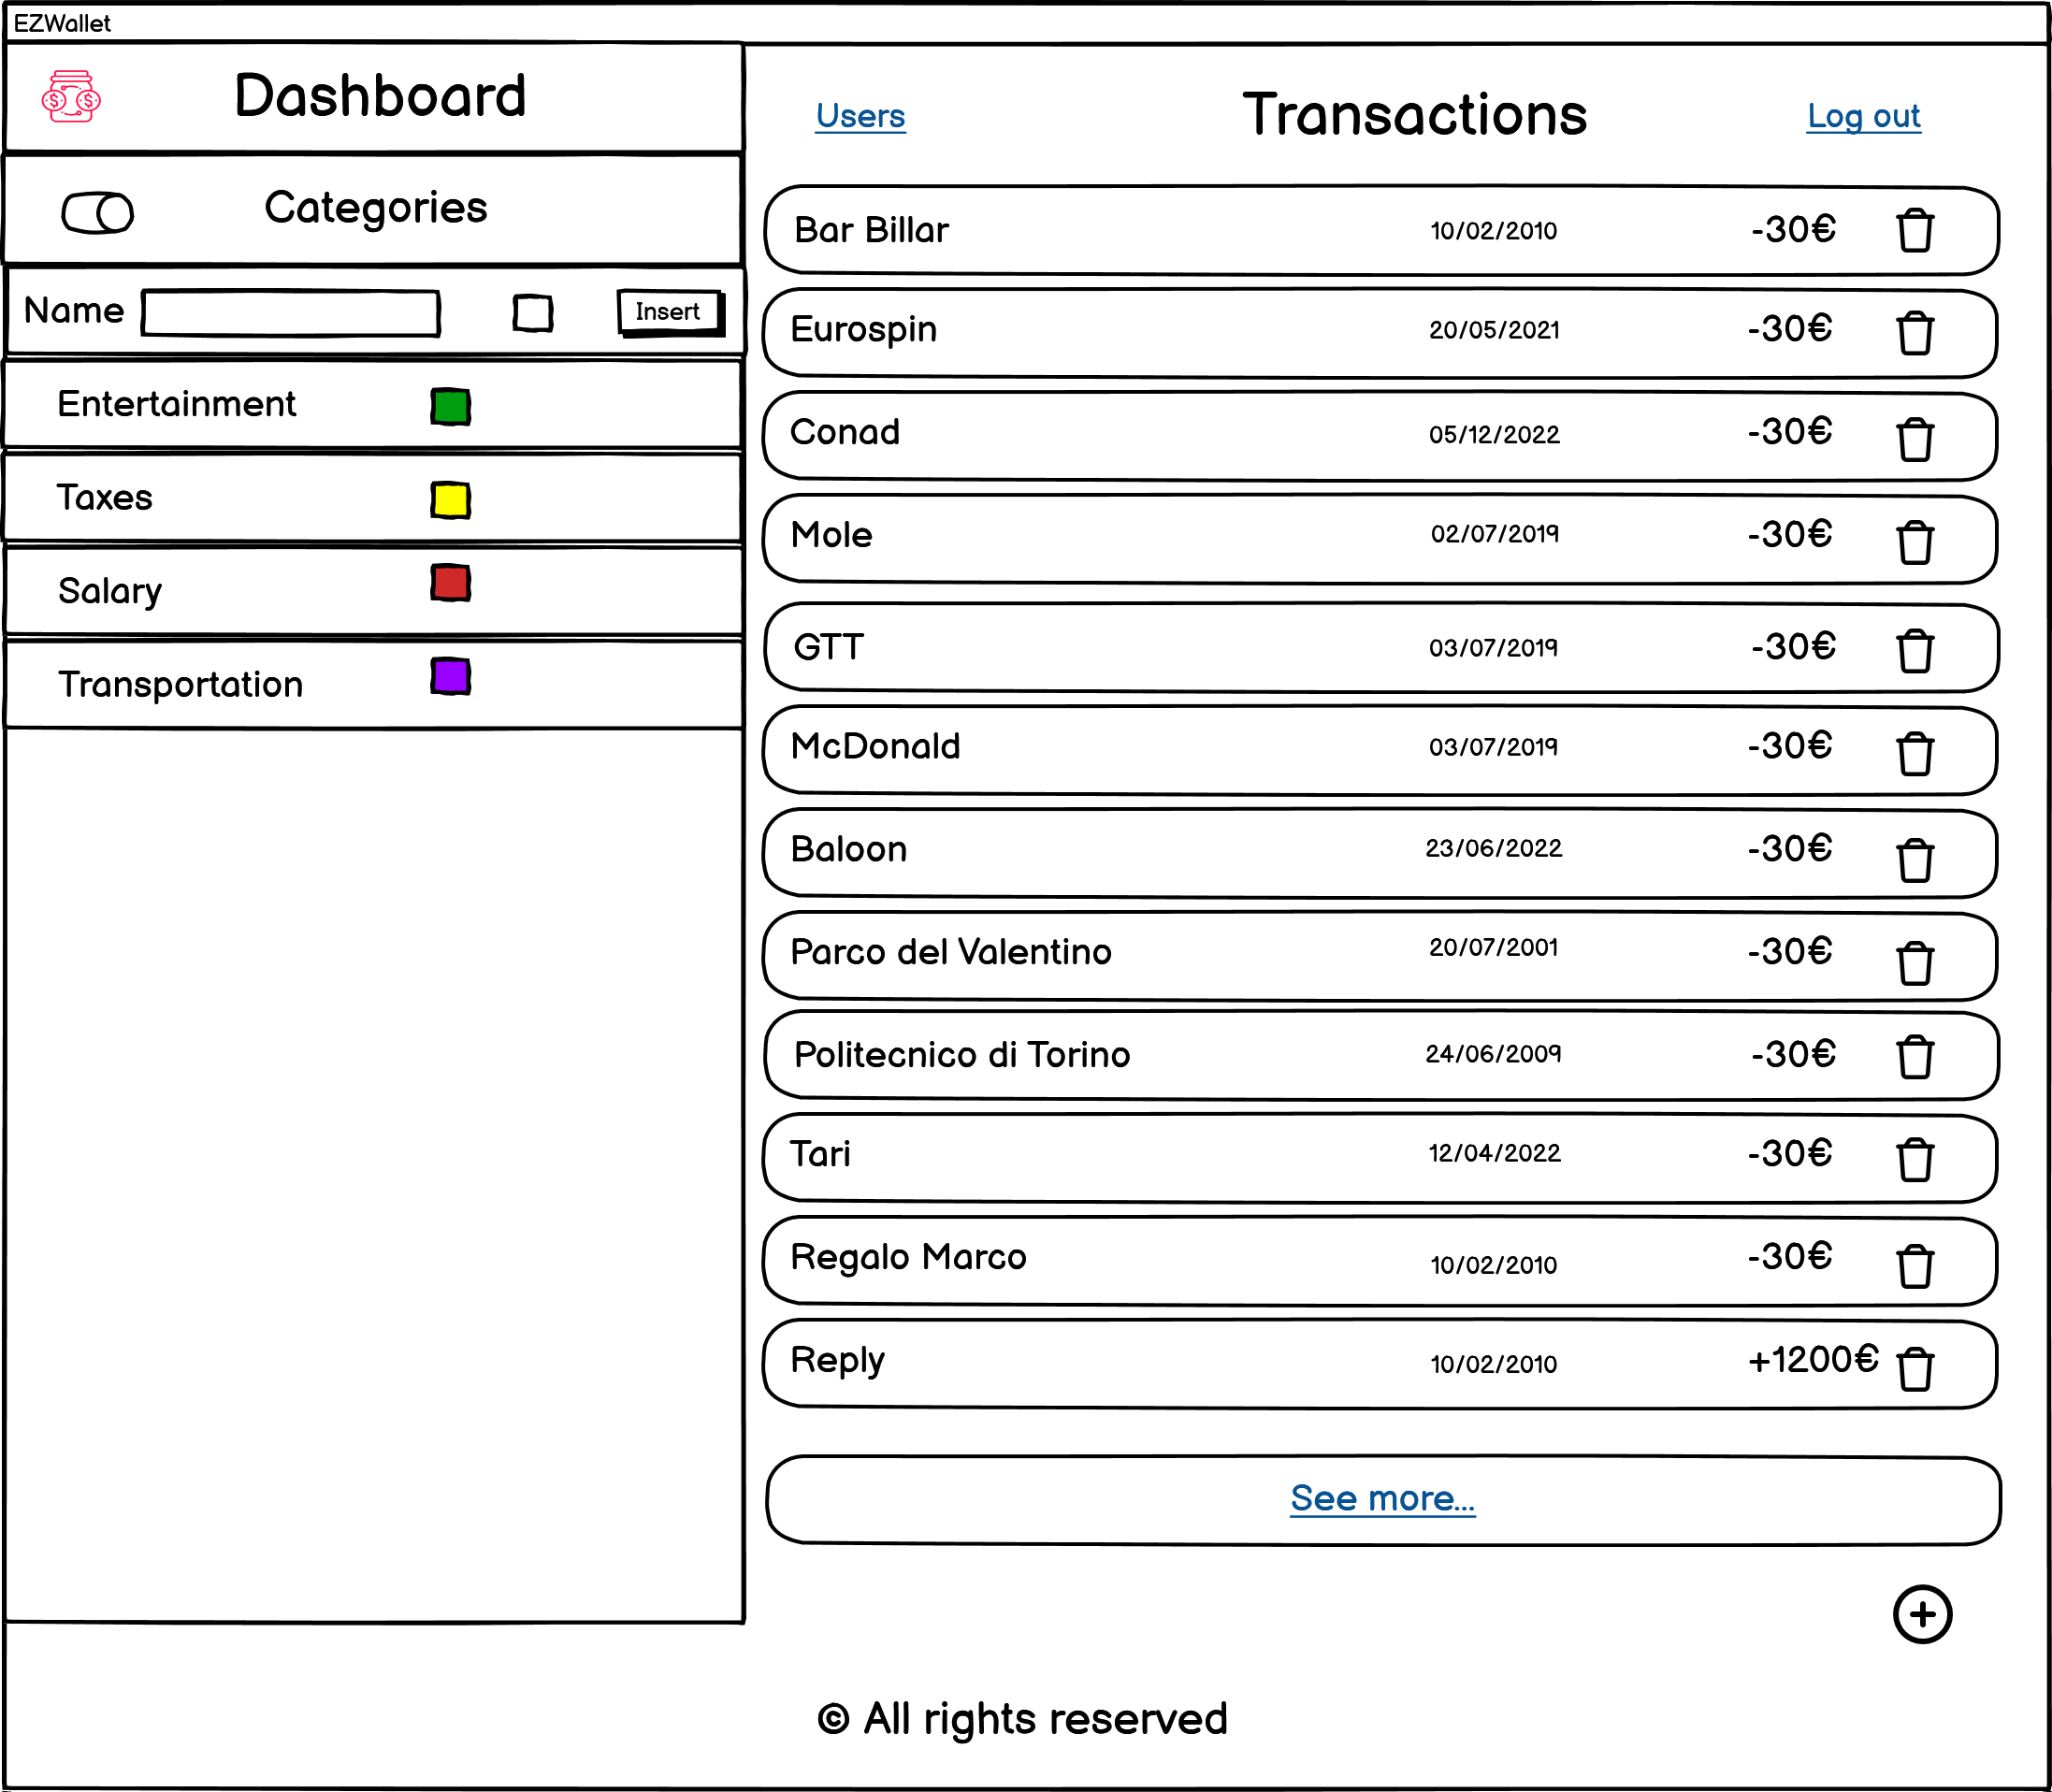 EZWallet
Dashboard
Categories
Name
Insert
Entertainment
Taxes
Salary
Transportation
Users
Transactions
Log out
Bar Billar 10/02/2010 -30€
Eurospin 20/05/2021 -30€
Conad 05/12/2022 -30€
Mole 02/07/2019 -30€
GTT 03/07/2019 -30€
McDonald 03/07/2019 -30€
Baloon 23/06/2022 -30€
Parco del Valentino 20/07/2001 -30€
Politecnico di Torino 24/06/2009 -30€
Tari 12/04/2022 -30€
Regalo Marco 10/02/2010 -30€
Reply 10/02/2010 +1200€
See more...
© All rights reserved